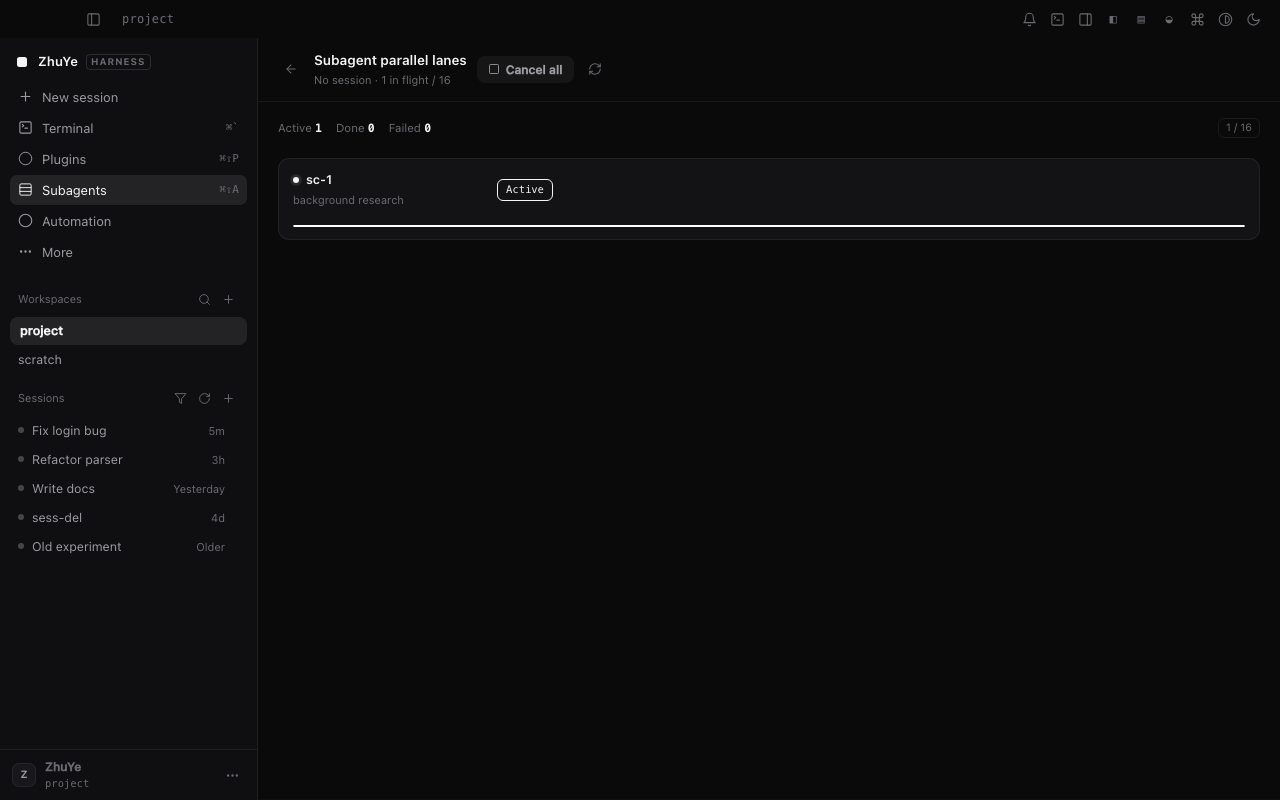 project
ZhuYe HARNESS
New session
Terminal ⌘`
Plugins ⌘⇧P
Subagents ⌘⇧A
Automation
More
Workspaces
project
scratch
Sessions
Fix login bug 5m
Refactor parser 3h
Write docs Yesterday
sess-del 4d
Old experiment Older
Z ZhuYe
project
Subagent parallel lanes
No session · 1 in flight / 16
Cancel all
Active 1 Done 0 Failed 0 1 / 16
sc-1
background research
Active